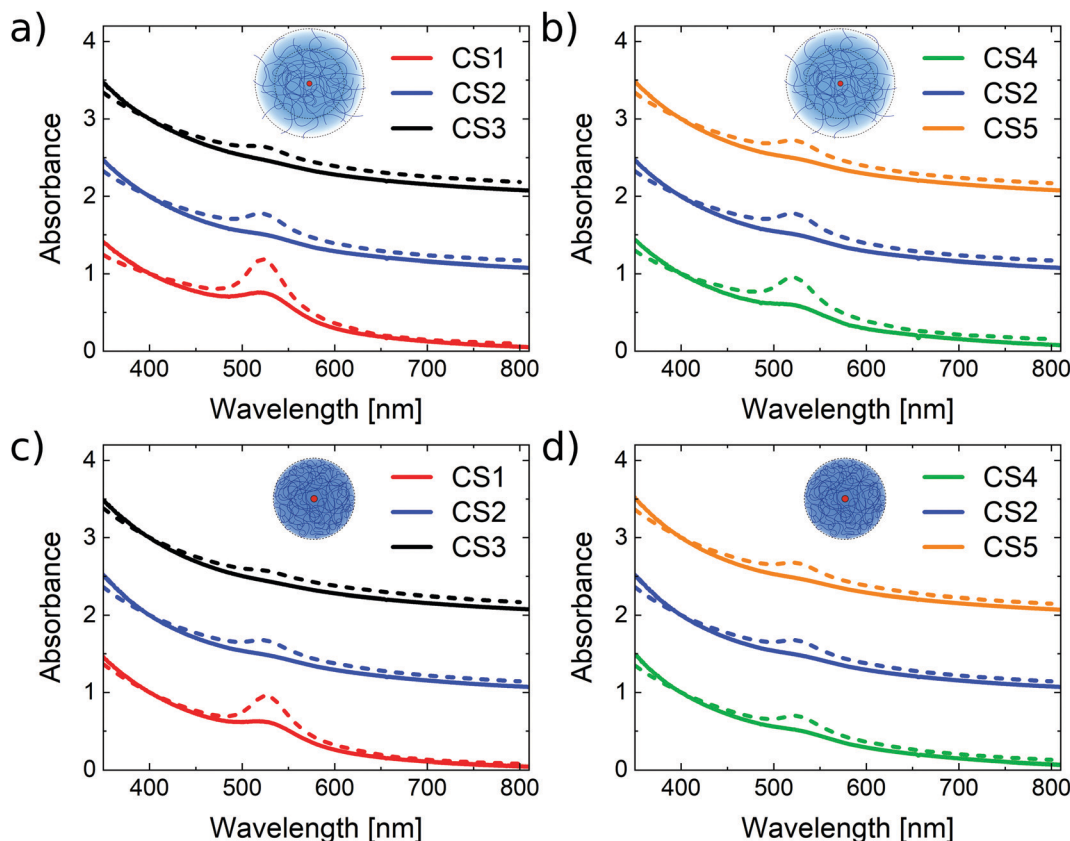 a)
Absorbance
4
3
2
1
0
400 500 600 700 800
Wavelength [nm]
CS1
CS2
CS3
b)
Absorbance
4
3
2
1
0
400 500 600 700 800
Wavelength [nm]
CS4
CS2
CS5
c)
Absorbance
4
3
2
1
0
400 500 600 700 800
Wavelength [nm]
CS1
CS2
CS3
d)
Absorbance
4
3
2
1
0
400 500 600 700 800
Wavelength [nm]
CS4
CS2
CS5